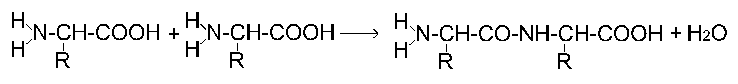 H
H N-CH-COOH + H H N-CH-COOH ⟶ H H N-CH-CO-NH-CH-COOH + H₂O
R R R R